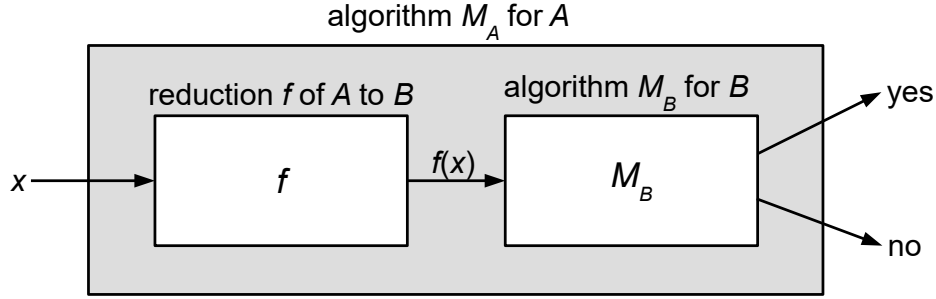 algorithm M_A for A
reduction f of A to B
algorithm M_B for B
yes
x
f
f(x)
M_B
no